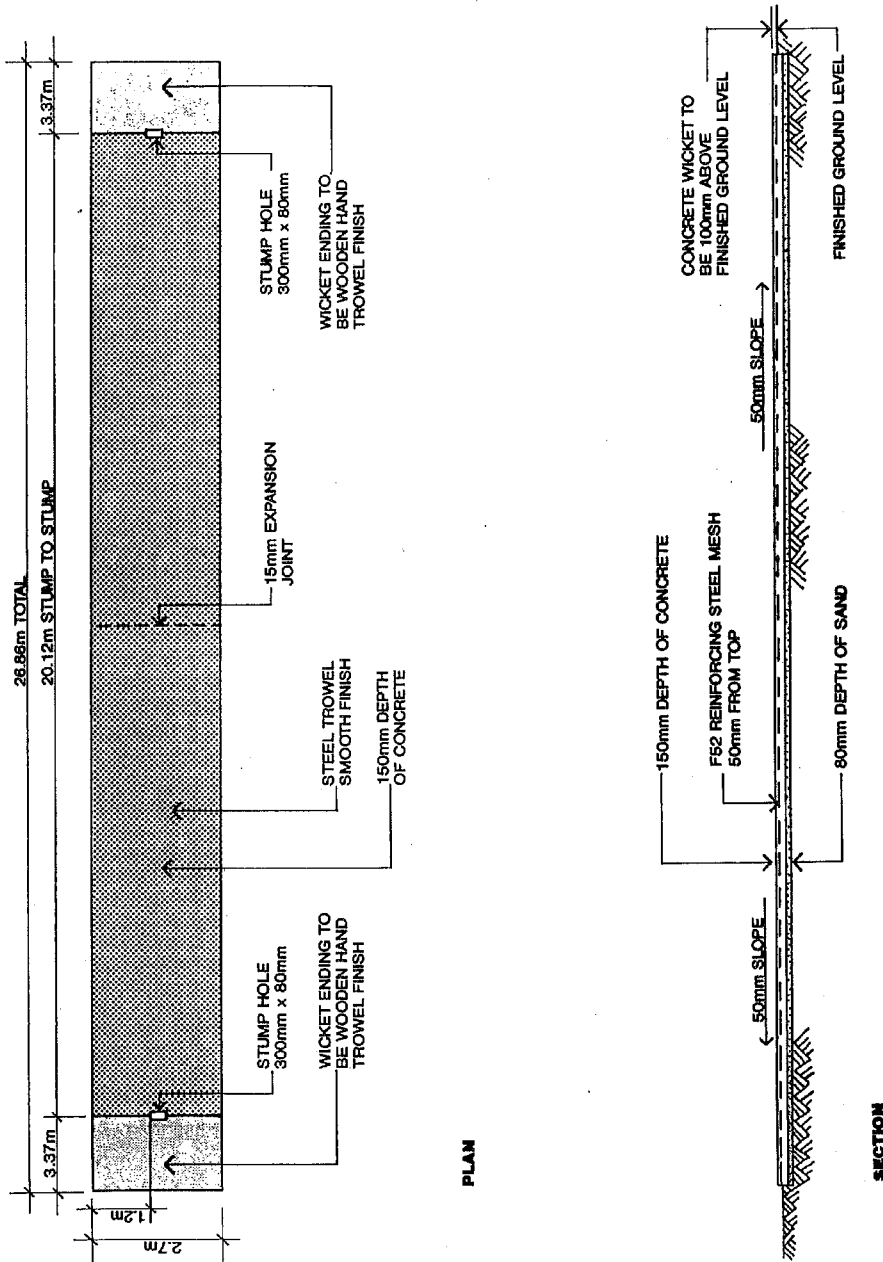 26.86m TOTAL
3.37m
20.12m STUMP TO STUMP
3.37m
1.2m
2.7m
STUMP HOLE
300mm x 80mm
WICKET ENDING TO
BE WOODEN HAND
TROWEL FINISH
STEEL TROWEL
SMOOTH FINISH
150mm DEPTH
OF CONCRETE
15mm EXPANSION
JOINT
STUMP HOLE
300mm x 80mm
WICKET ENDING TO
BE WOODEN HAND
TROWEL FINISH
PLAN
150mm DEPTH OF CONCRETE
F52 REINFORCING STEEL MESH
50mm FROM TOP
CONCRETE WICKET TO
BE 100mm ABOVE
FINISHED GROUND LEVEL
50mm SLOPE
50mm SLOPE
80mm DEPTH OF SAND
FINISHED GROUND LEVEL
SECTION